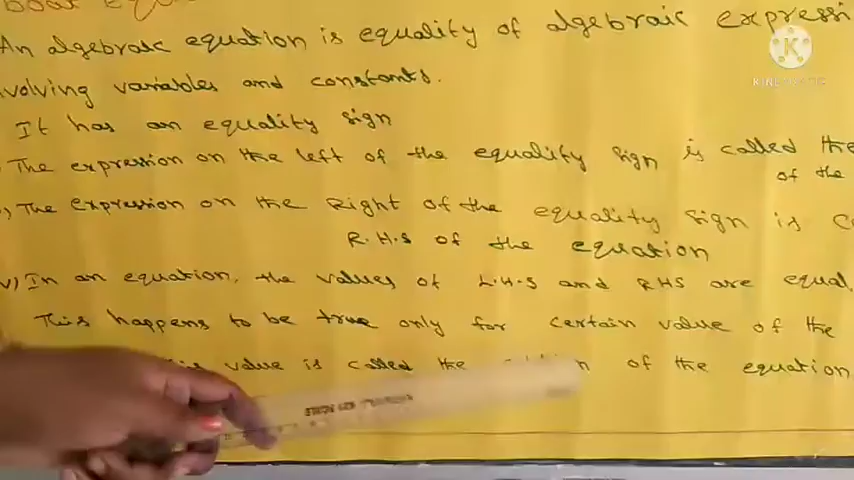 An algebraic equation is equality of algebraic expressi
nvolving variables and constants.
It has an equality sign
The expression on the left of the equality sign is called the
of the
The expression on the Right of the equality sign is
R.H.S of the equation
v) In an equation, the values of L.H.S and RHS are equal.
This happens to be true only for certain value of the
value is called the of the equation
KINEMASTER